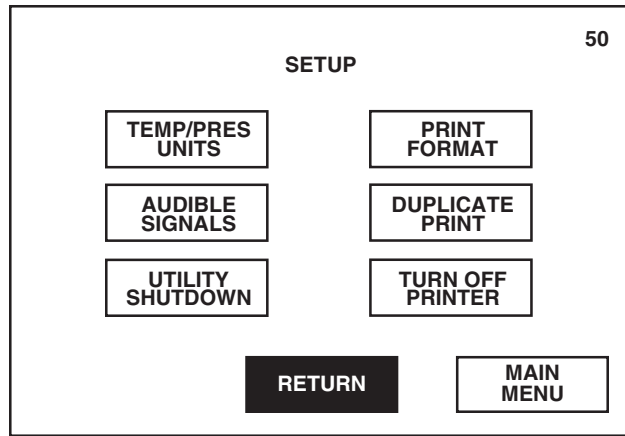 50
SETUP
TEMP/PRES
UNITS
PRINT
FORMAT
AUDIBLE
SIGNALS
DUPLICATE
PRINT
UTILITY
SHUTDOWN
TURN OFF
PRINTER
RETURN
MAIN
MENU